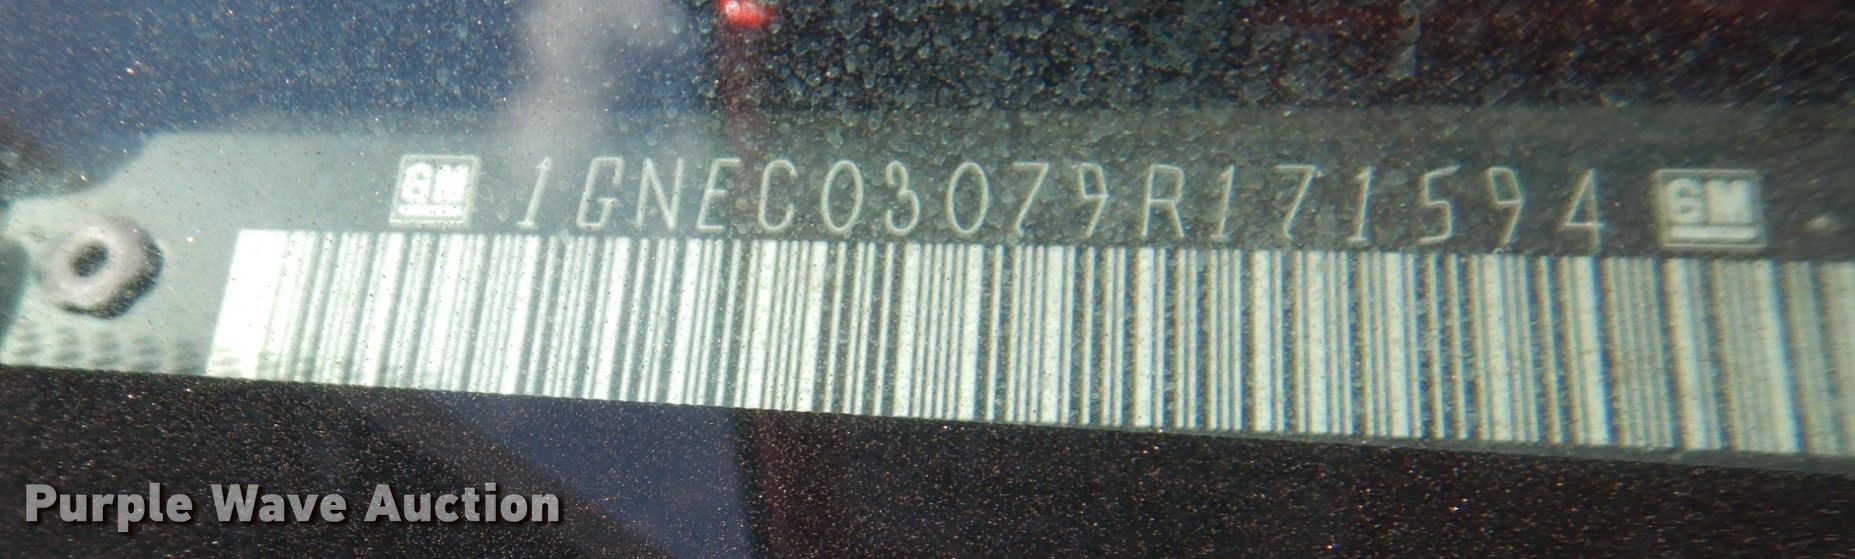 GM 1GNEC03079R171594 GM
Purple Wave Auction